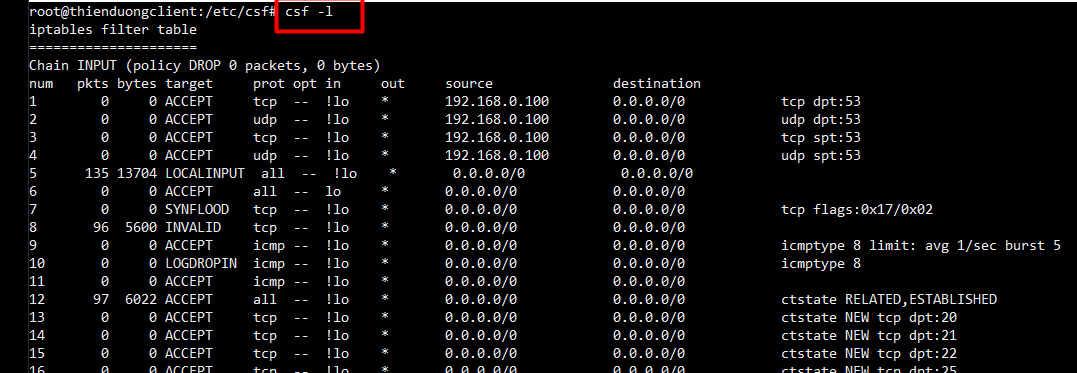 root@thienduongclient:/etc/csf# csf -l
iptables filter table
=====================
Chain INPUT (policy DROP 0 packets, 0 bytes)
num   pkts bytes target     prot opt in     out     source               destination
1        0     0 ACCEPT     tcp  --  !lo    *       192.168.0.100        0.0.0.0/0            tcp dpt:53
2        0     0 ACCEPT     udp  --  !lo    *       192.168.0.100        0.0.0.0/0            udp dpt:53
3        0     0 ACCEPT     tcp  --  !lo    *       192.168.0.100        0.0.0.0/0            tcp spt:53
4        0     0 ACCEPT     udp  --  !lo    *       192.168.0.100        0.0.0.0/0            udp spt:53
5      135 13704 LOCALINPUT  all  --  !lo    *       0.0.0.0/0            0.0.0.0/0
6        0     0 ACCEPT     all  --  lo     *       0.0.0.0/0            0.0.0.0/0
7        0     0 SYNFLOOD   tcp  --  !lo    *       0.0.0.0/0            0.0.0.0/0            tcp flags:0x17/0x02
8       96  5600 INVALID    tcp  --  !lo    *       0.0.0.0/0            0.0.0.0/0
9        0     0 ACCEPT     icmp --  !lo    *       0.0.0.0/0            0.0.0.0/0            icmptype 8 limit: avg 1/sec burst 5
10       0     0 LOGDROPIN  icmp --  !lo    *       0.0.0.0/0            0.0.0.0/0            icmptype 8
11       0     0 ACCEPT     icmp --  !lo    *       0.0.0.0/0            0.0.0.0/0
12      97  6022 ACCEPT     all  --  !lo    *       0.0.0.0/0            0.0.0.0/0            ctstate RELATED,ESTABLISHED
13       0     0 ACCEPT     tcp  --  !lo    *       0.0.0.0/0            0.0.0.0/0            ctstate NEW tcp dpt:20
14       0     0 ACCEPT     tcp  --  !lo    *       0.0.0.0/0            0.0.0.0/0            ctstate NEW tcp dpt:21
15       0     0 ACCEPT     tcp  --  !lo    *       0.0.0.0/0            0.0.0.0/0            ctstate NEW tcp dpt:22
16       0     0 ACCEPT     tcp  --  !lo    *       0.0.0.0/0            0.0.0.0/0            ctstate NEW tcp dpt:25